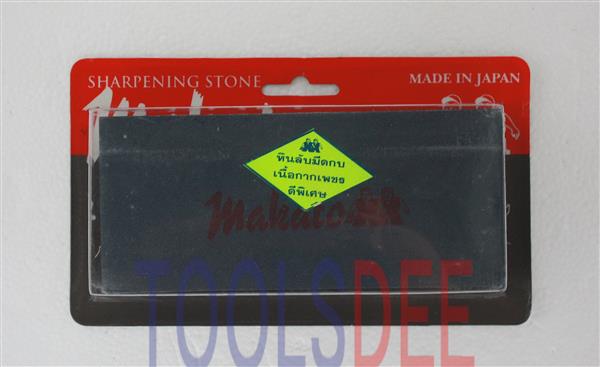 SHARPENING STONE
MADE IN JAPAN
หินลับมีดกบ
เนื้อกากเพชร
ดีพิเศษ
Makato
TOOLSDEE